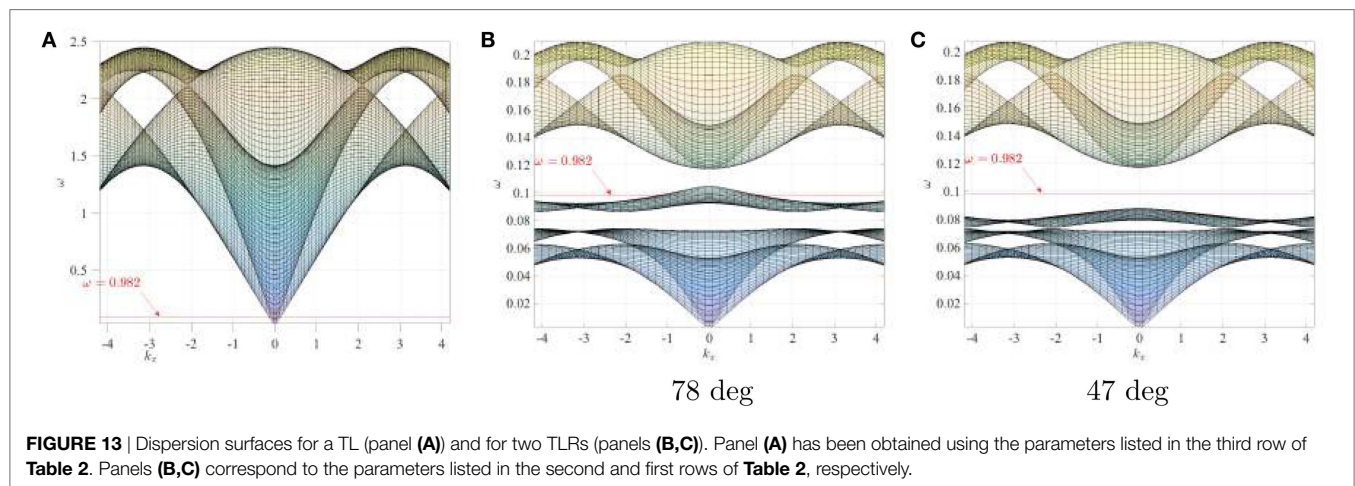 A
2.5
2
1.5
1
0.5
ω
ω = 0.982
-4 -3 -2 -1 0 1 2 3 4
k_x
B
0.2
0.18
0.16
0.14
0.12
0.1
0.08
0.06
0.04
0.02
ω
ω = 0.982
-4 -3 -2 -1 0 1 2 3 4
k_x
78 deg
C
0.2
0.18
0.16
0.14
0.12
0.1
0.08
0.06
0.04
0.02
ω
ω = 0.982
-4 -3 -2 -1 0 1 2 3 4
k_x
47 deg
FIGURE 13 | Dispersion surfaces for a TL (panel (A)) and for two TLRs (panels (B,C)). Panel (A) has been obtained using the parameters listed in the third row of
Table 2. Panels (B,C) correspond to the parameters listed in the second and first rows of Table 2, respectively.